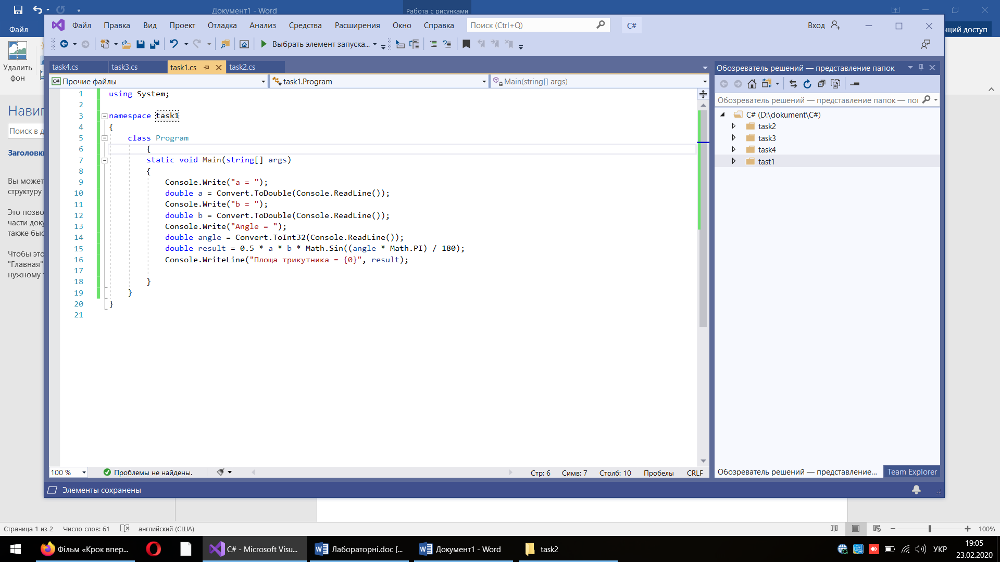 Документ1 - Word
Работа с рисунками
Файл
щий доступ
Удалить
фон
Файл Правка Вид Проект Отладка Анализ Средства Расширения Окно Справка
Поиск (Ctrl+Q)
C#
Вход
Выбрать элемент запуска...
task4.cs task3.cs task1.cs task2.cs
C# Прочие файлы task1.Program Main(string[] args)
1 using System;
2
3 namespace task1
4 {
5 class Program
6 {
7 static void Main(string[] args)
8 {
9 Console.Write("a = ");
10 double a = Convert.ToDouble(Console.ReadLine());
11 Console.Write("b = ");
12 double b = Convert.ToDouble(Console.ReadLine());
13 Console.Write("Angle = ");
14 double angle = Convert.ToInt32(Console.ReadLine());
15 double result = 0.5 * a * b * Math.Sin((angle * Math.PI) / 180);
16 Console.WriteLine("Площа трикутника = {0}", result);
17
18 }
19 }
20 }
21
Обозреватель решений — представление папок
Обозреватель решений — представление папок — по
C# (D:\dokument\C#)
task2
task3
task4
tast1
Обозреватель решений — представление... Team Explorer
Нави
Поиск в д
Заголовк
Вы может
структуру
Это позво
части доку
также быс
Чтобы это
"Главная"
нужному
100 % Проблемы не найдены. Стр: 6 Симв: 7 Столб: 10 Пробелы CRLF
Элементы сохранены
Страница 1 из 2 Число слов: 61 английский (США) 100%
Фільм «Крок впер... C# - Microsoft Visu... Лабораторні.doc [... Документ1 - Word task2
УКР
19:05
23.02.2020